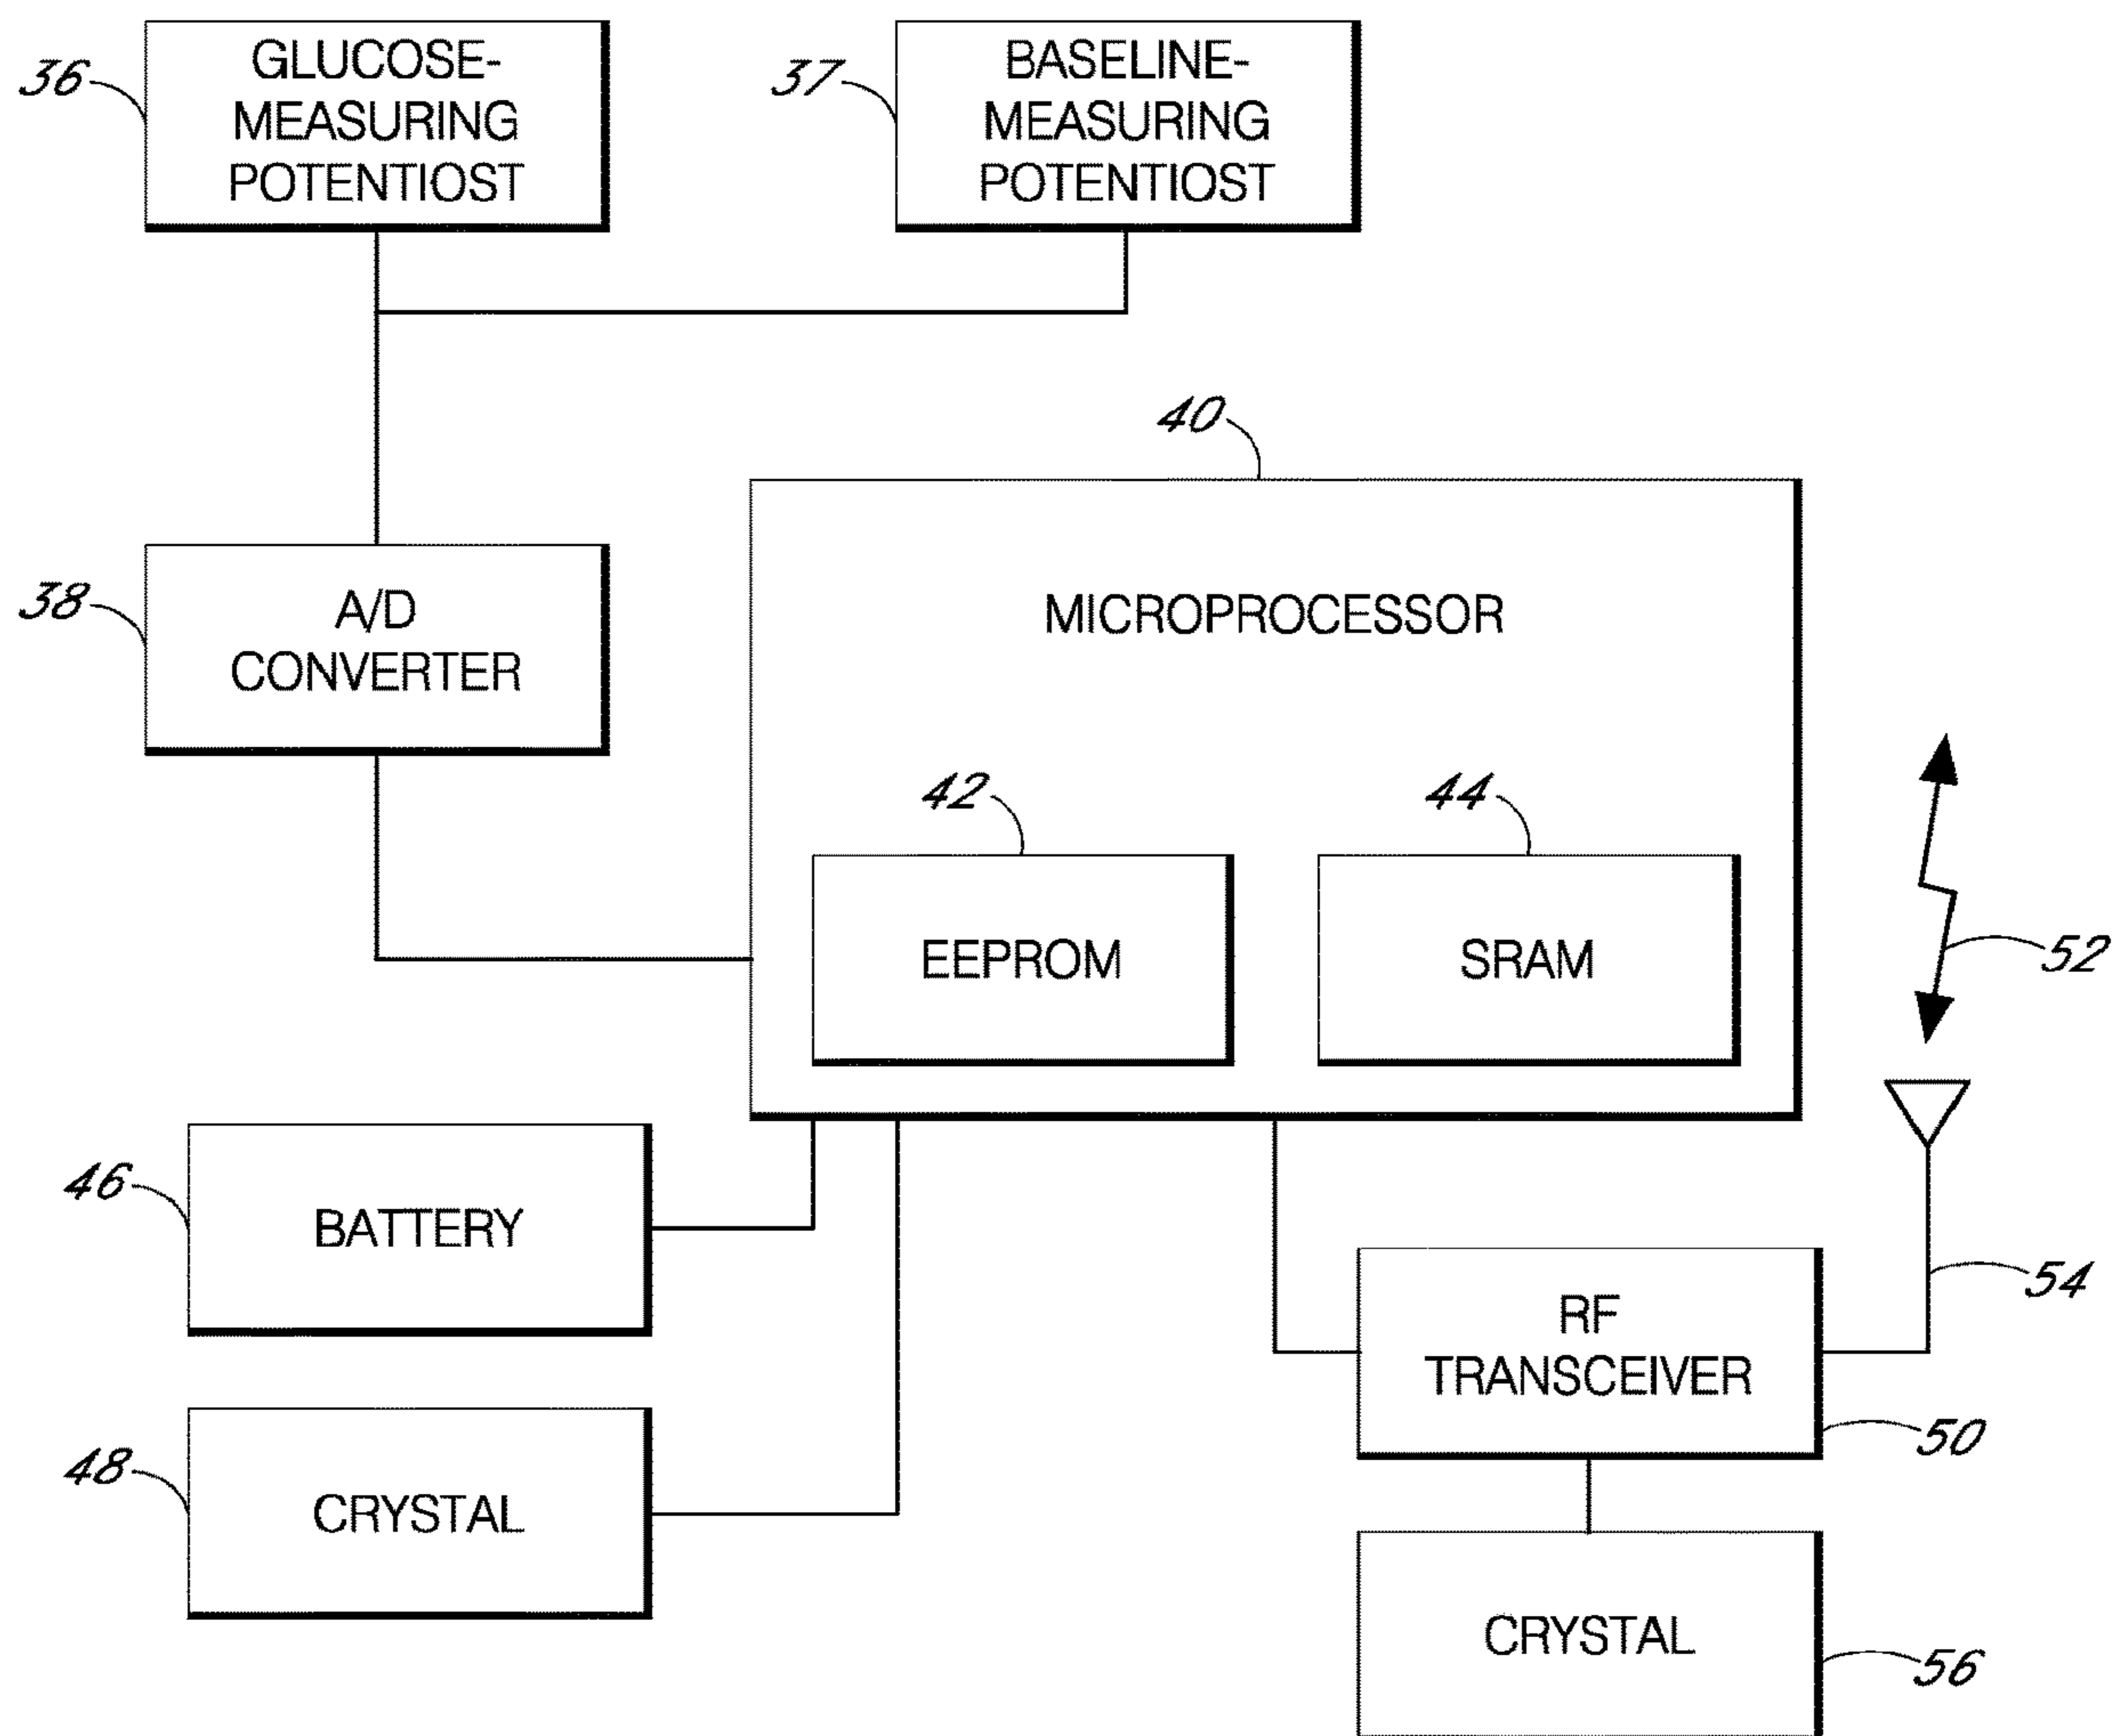 36
GLUCOSE-
MEASURING
POTENTIOST
37
BASELINE-
MEASURING
POTENTIOST
40
38
A/D
CONVERTER
MICROPROCESSOR
42
44
EEPROM
SRAM
52
46
BATTERY
54
RF
TRANSCEIVER
50
48
CRYSTAL
CRYSTAL
56